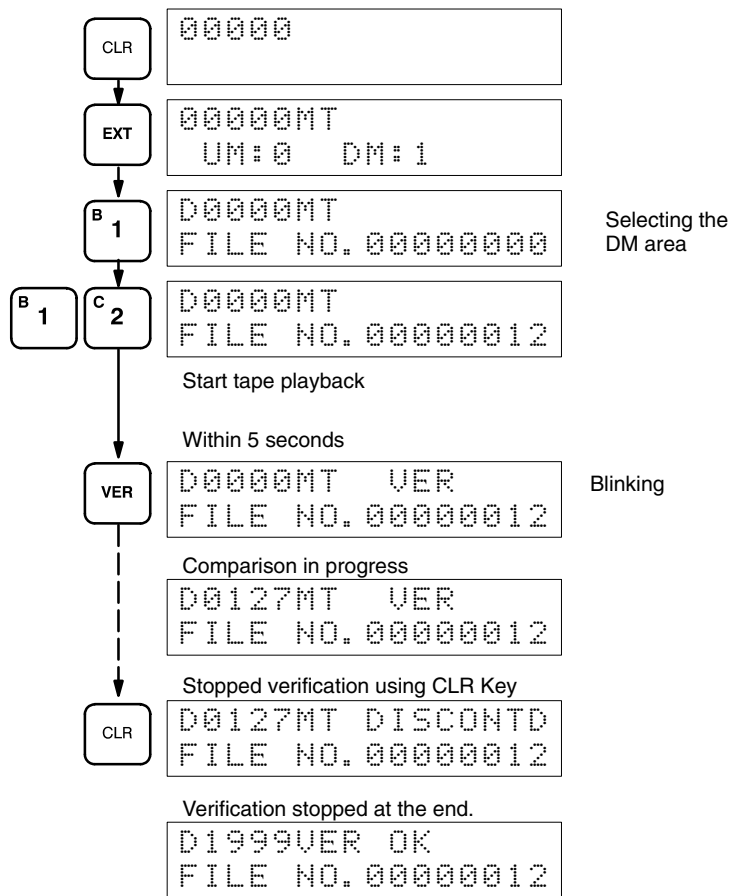 CLR
00000
EXT
00000MT
UM:0 DM:1
B 1
D0000MT
FILE NO.00000000
Selecting the
DM area
B 1
C 2
D0000MT
FILE NO.00000012
Start tape playback
Within 5 seconds
VER
D0000MT VER
FILE NO.00000012
Blinking
Comparison in progress
D0127MT VER
FILE NO.00000012
Stopped verification using CLR Key
CLR
D0127MT DISCONTD
FILE NO.00000012
Verification stopped at the end.
D1999VER OK
FILE NO.00000012